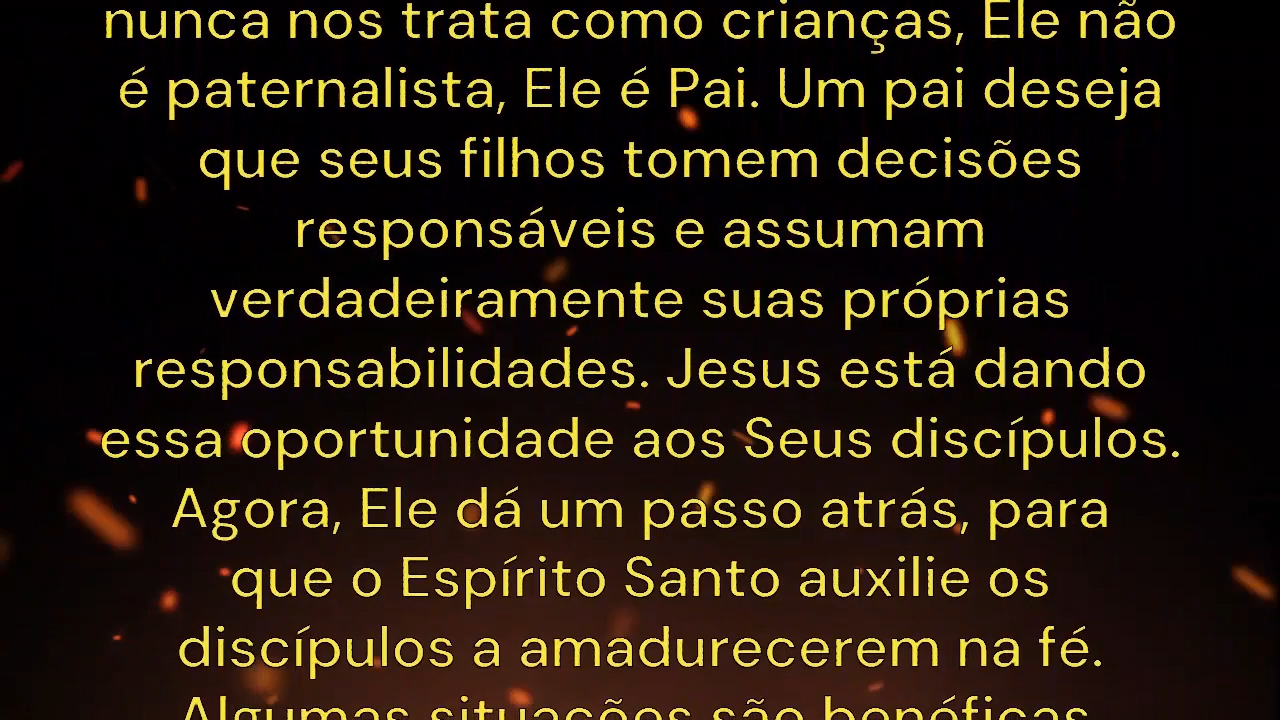 nunca nos trata como crianças, Ele não
é paternalista, Ele é Pai. Um pai deseja
que seus filhos tomem decisões
responsáveis e assumam
verdadeiramente suas próprias
responsabilidades. Jesus está dando
essa oportunidade aos Seus discípulos.
Agora, Ele dá um passo atrás, para
que o Espírito Santo auxilie os
discípulos a amadurecerem na fé.
Algumas situações são benéficas